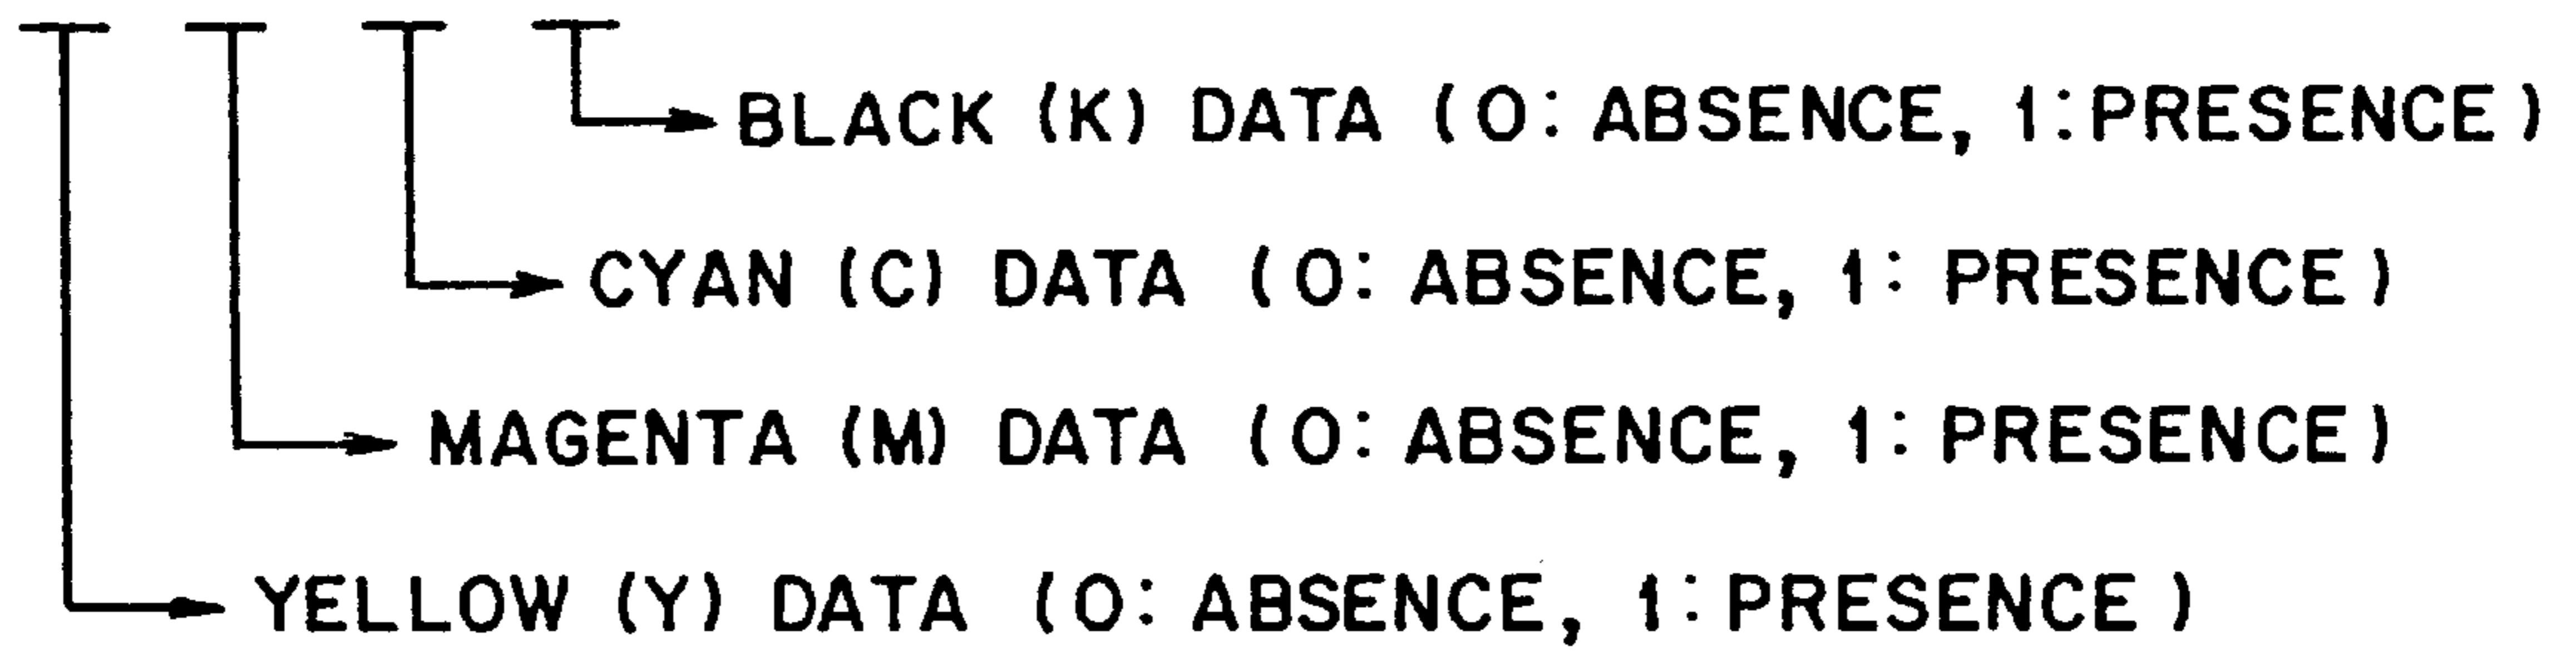 BLACK (K) DATA (0: ABSENCE, 1: PRESENCE)
CYAN (C) DATA (0: ABSENCE, 1: PRESENCE)
MAGENTA (M) DATA (0: ABSENCE, 1: PRESENCE)
YELLOW (Y) DATA (0: ABSENCE, 1: PRESENCE)